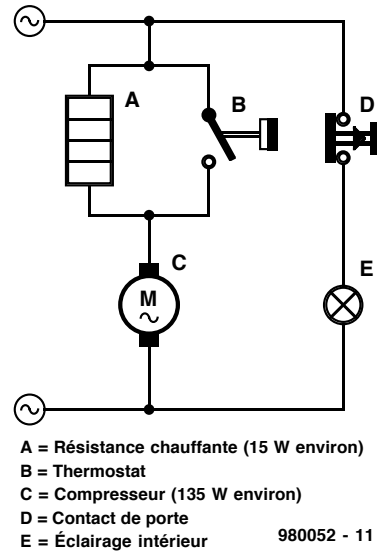 A
B
D
C
M
E
A = Résistance chauffante (15 W environ)
B = Thermostat
C = Compresseur (135 W environ)
D = Contact de porte
E = Éclairage intérieur
980052 - 11